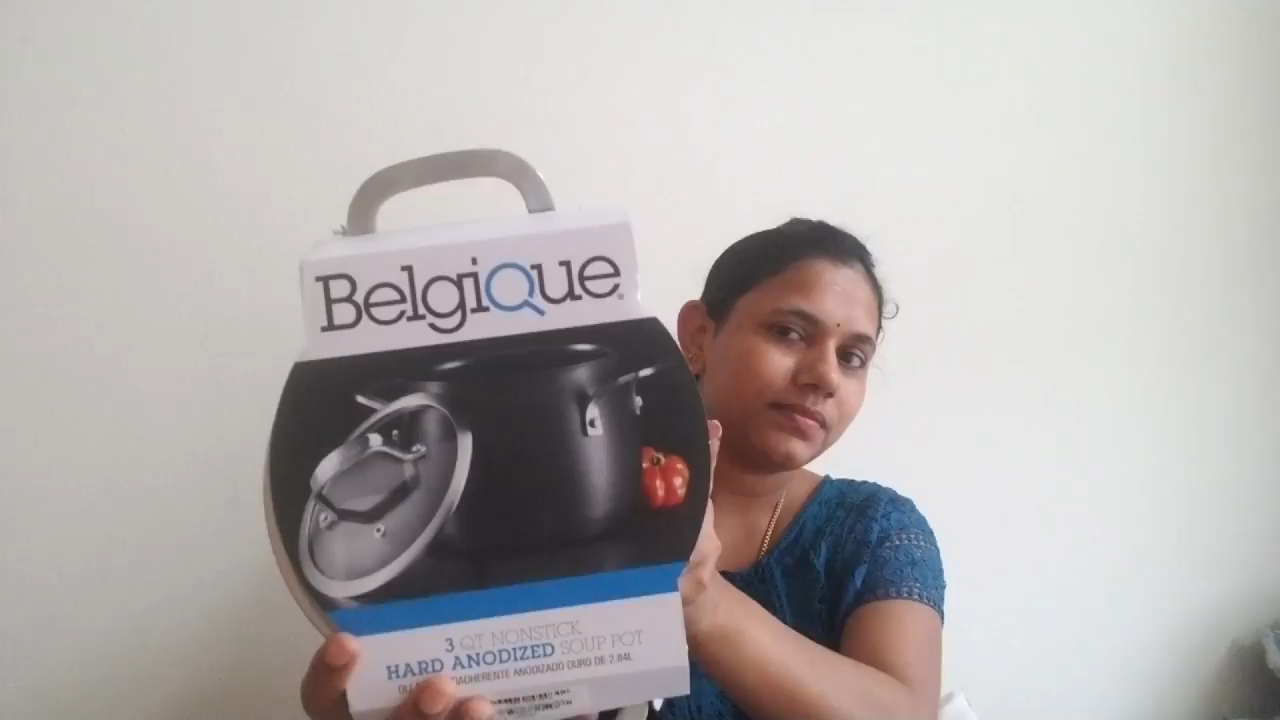 BelgiQue
3 QT NONSTICK
HARD ANODIZED SOUP POT
ANODIZADO DURO DE 2.84L